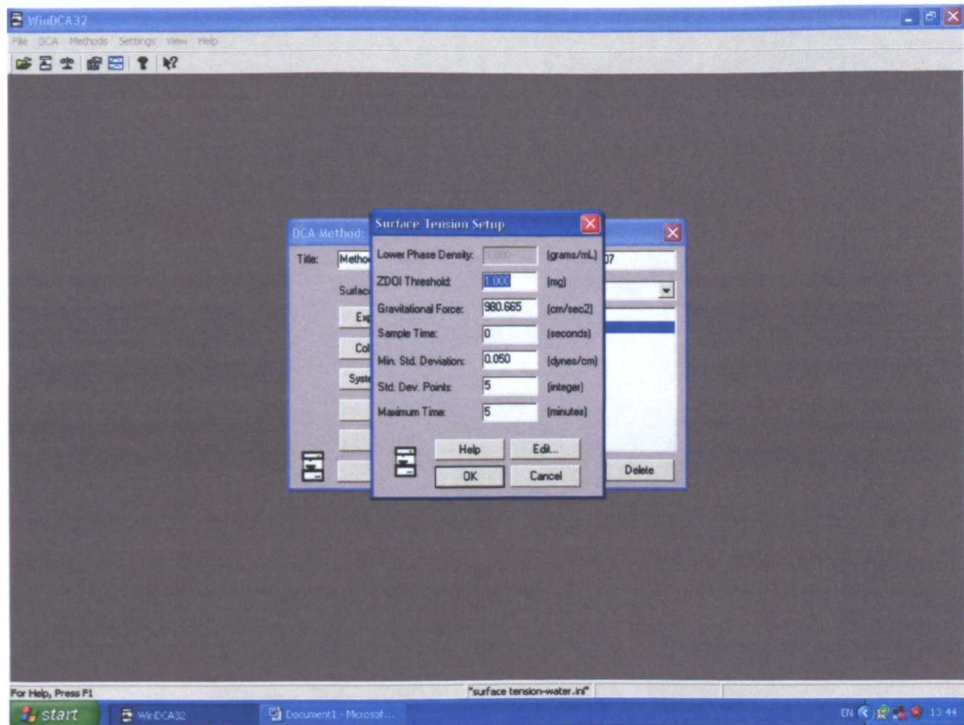 WinDCA32
File DCA Methods Settings View Help
DCA Method:
Surface Tension Setup
Title:
Lower Phase Density:
(grams/mL)
ZDOI Threshold:
1.000
(mg)
Gravitational Force:
980.665
(cm/sec2)
Sample Time:
0
(seconds)
Min. Std. Deviation:
0.050
(dynes/cm)
Std. Dev. Points:
5
(integer)
Maximum Time:
5
(minutes)
Help
Edit...
OK
Cancel
Delete
For Help, Press F1
"surface tension-water.ini"
start
WinDCA32
Document1 - Microsof...
EN
13:44